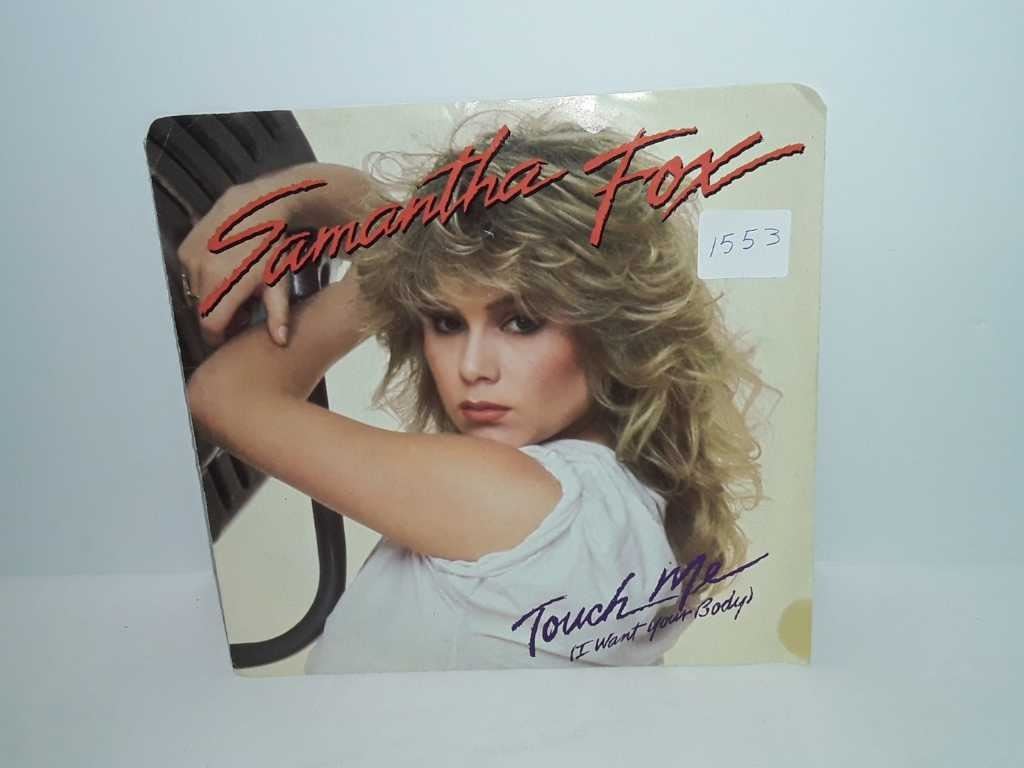 Samantha Fox
1553
Touch Me
(I Want Your Body)